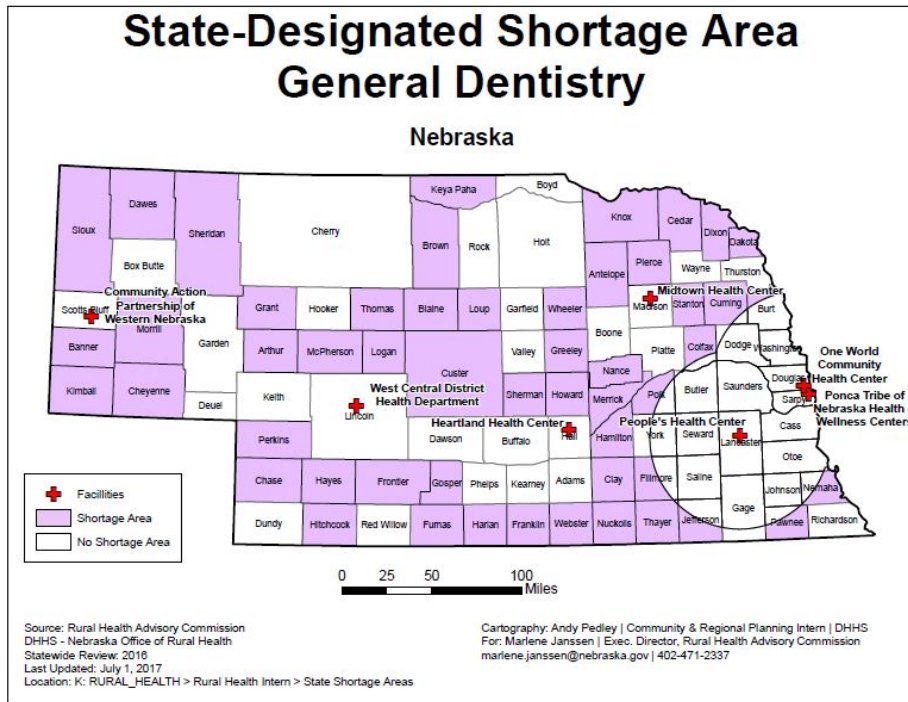 State-Designated Shortage Area
General Dentistry
Nebraska
Keya Paha
Boyd
Dawes
Sioux
Sheridan
Cherry
Brown
Rock
Holt
Knox
Cedar
Dixon
Dakota
Box Butte
Antelope
Pierce
Wayne
Thurston
Community Action
Partnership of
Western Nebraska
Scotts Bluff
Morrill
Garden
Grant
Hooker
Thomas
Blaine
Loup
Garfield
Wheeler
Boone
Madison
Midtown Health Center
Stanton
Cuming
Burt
Banner
Arthur
McPherson
Logan
Custer
Valley
Greeley
Platte
Colfax
Dodge
Washington
Kimball
Cheyenne
Deuel
Keith
Lincoln
West Central District
Health Department
Sherman
Howard
Nance
Merrick
Polk
Butler
Saunders
Douglas
Sarpy
One World
Community
Health Center
Ponca Tribe of
Nebraska Health &
Wellness Centers
Perkins
Dawson
Buffalo
Heartland Health Center
Hall
Hamilton
York
Seward
People's Health Center
Lancaster
Cass
Otoe
Chase
Hayes
Frontier
Gosper
Phelps
Kearney
Adams
Clay
Fillmore
Saline
Gage
Johnson
Nemaha
Dundy
Hitchcock
Red Willow
Furnas
Harlan
Franklin
Webster
Nuckolls
Thayer
Jefferson
Pawnee
Richardson
Facilities
Shortage Area
No Shortage Area
0 25 50 100
Miles
Source: Rural Health Advisory Commission
DHHS - Nebraska Office of Rural Health
Statewide Review: 2016
Last Updated: July 1, 2017
Location: K: RURAL_HEALTH > Rural Health Intern > State Shortage Areas
Cartography: Andy Pedley | Community & Regional Planning Intern | DHHS
For: Marlene Janssen | Exec. Director, Rural Health Advisory Commission
marlene.janssen@nebraska.gov | 402-471-2337